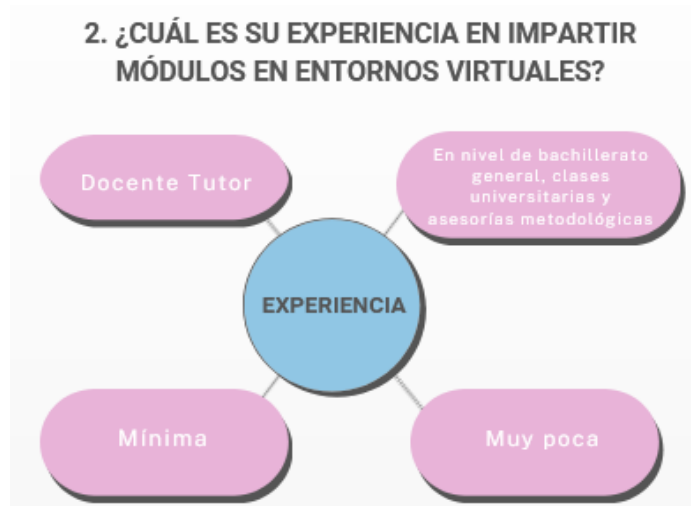 2. ¿CUÁL ES SU EXPERIENCIA EN IMPARTIR
MÓDULOS EN ENTORNOS VIRTUALES?
Docente Tutor
En nivel de bachillerato
general, clases
universitarias y
asesorías metodológicas
EXPERIENCIA
Mínima
Muy poca